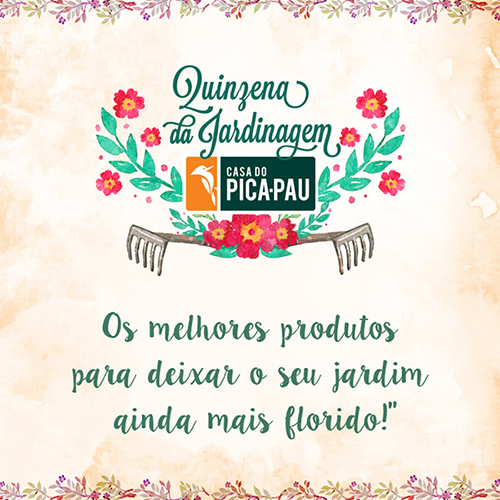 Quinzena
da Jardinagem
CASA DO
PICA-PAU
Os melhores produtos
para deixar o seu jardim
ainda mais florido!"